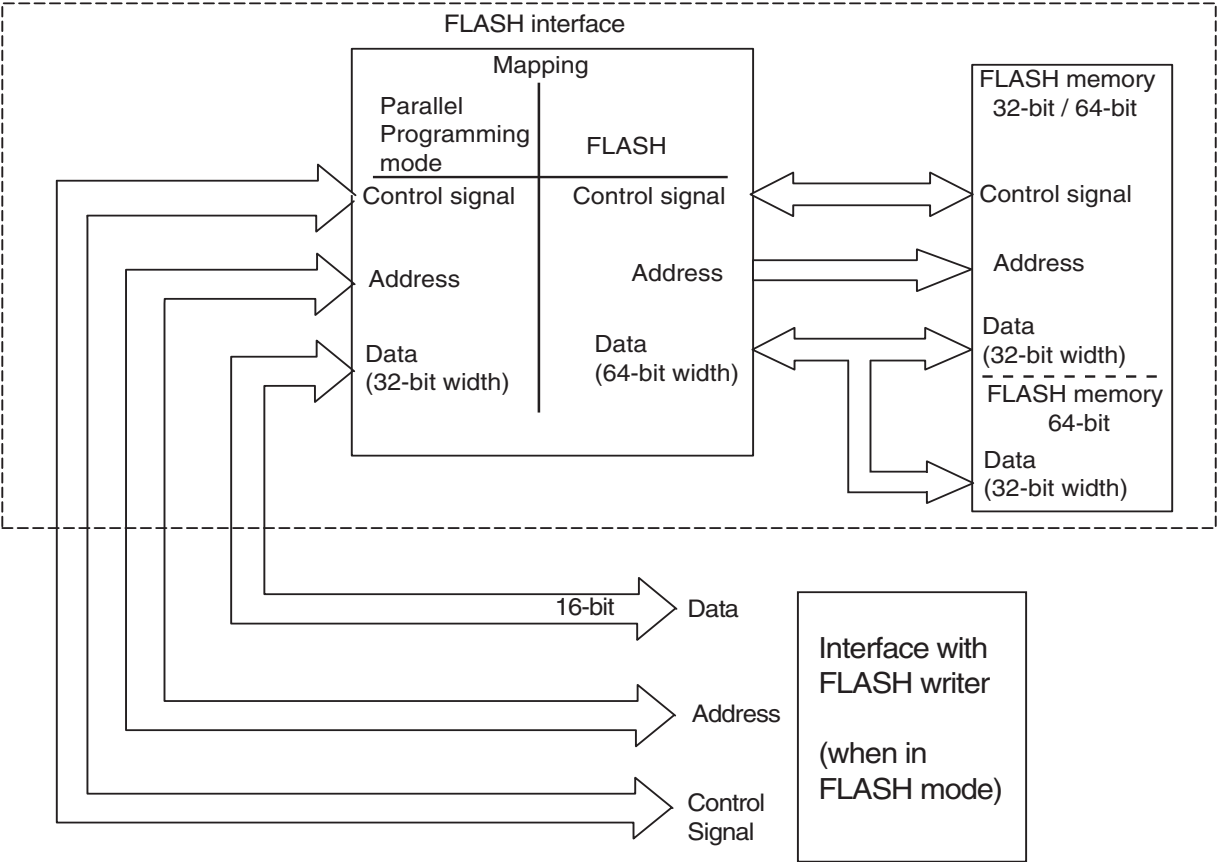 FLASH interface
Mapping
Parallel
Programming
mode
FLASH
Control signal
Address
Data
(32-bit width)
Control signal
Address
Data
(64-bit width)
FLASH memory
32-bit / 64-bit
Control signal
Address
Data
(32-bit width)
FLASH memory
64-bit
Data
(32-bit width)
16-bit
Data
Address
Control
Signal
Interface with
FLASH writer
(when in
FLASH mode)